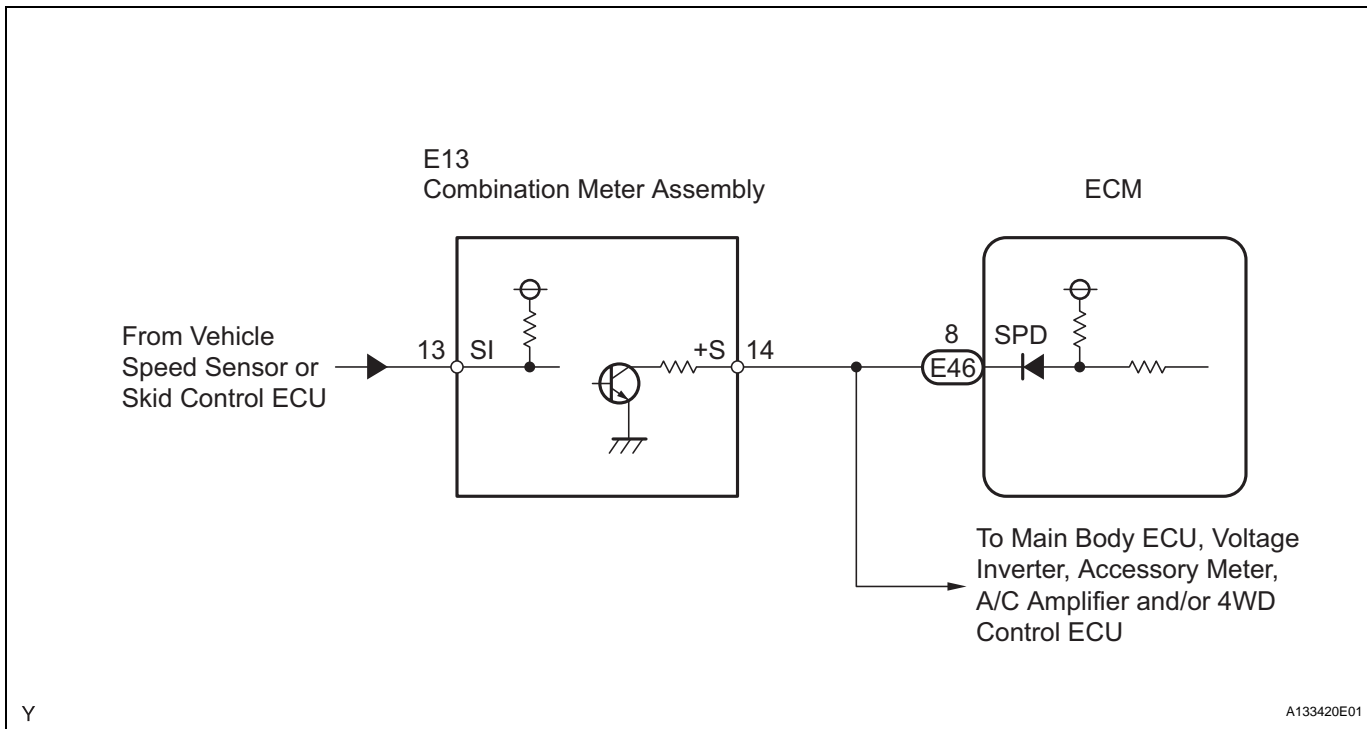 E13
Combination Meter Assembly
ECM
From Vehicle
Speed Sensor or
Skid Control ECU
13
SI
+S
14
8
SPD
E46
To Main Body ECU, Voltage
Inverter, Accessory Meter,
A/C Amplifier and/or 4WD
Control ECU
Y
A133420E01